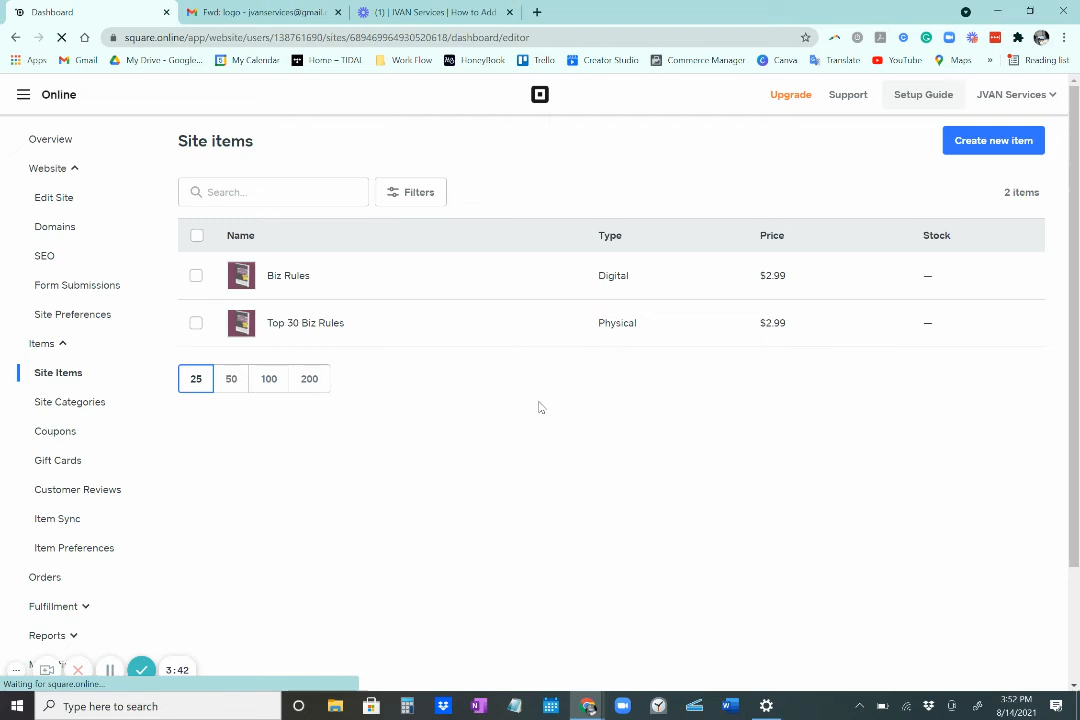 Dashboard
Fwd: logo - jvanservices@gmail.c
(1) | JVAN Services | How to Add
square.online/app/website/users/138761690/sites/689469964930520618/dashboard/editor
Apps
Gmail
My Drive - Google...
My Calendar
Home – TIDAL
Work Flow
HoneyBook
Trello
Creator Studio
Commerce Manager
Canva
Translate
YouTube
Maps
»
Reading list
Online
Upgrade
Support
Setup Guide
JVAN Services
Overview
Website
Edit Site
Domains
SEO
Form Submissions
Site Preferences
Items
Site Items
Site Categories
Coupons
Gift Cards
Customer Reviews
Item Sync
Item Preferences
Orders
Fulfillment
Reports
Site items
Create new item
Search...
Filters
2 items
Name Type Price Stock
Biz Rules Digital $2.99 —
Top 30 Biz Rules Physical $2.99 —
25 50 100 200
3:42
Waiting for square.online...
Type here to search
3:52 PM
8/14/2021